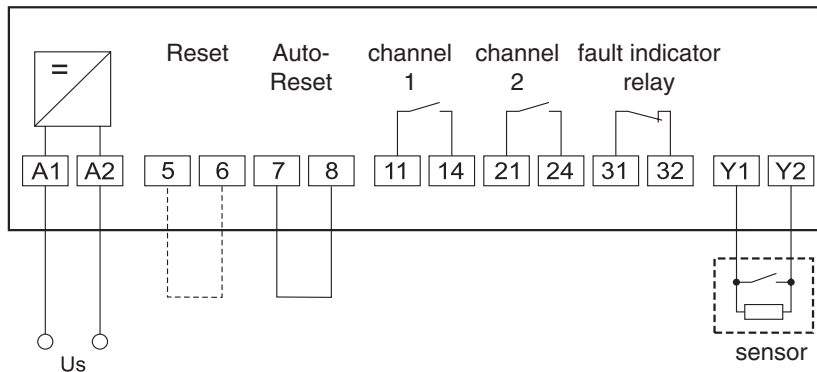 Reset Auto- channel channel fault indicator
Reset 1 2 relay
=
A1 A2 5 6 7 8 11 14 21 24 31 32 Y1 Y2
Us
sensor